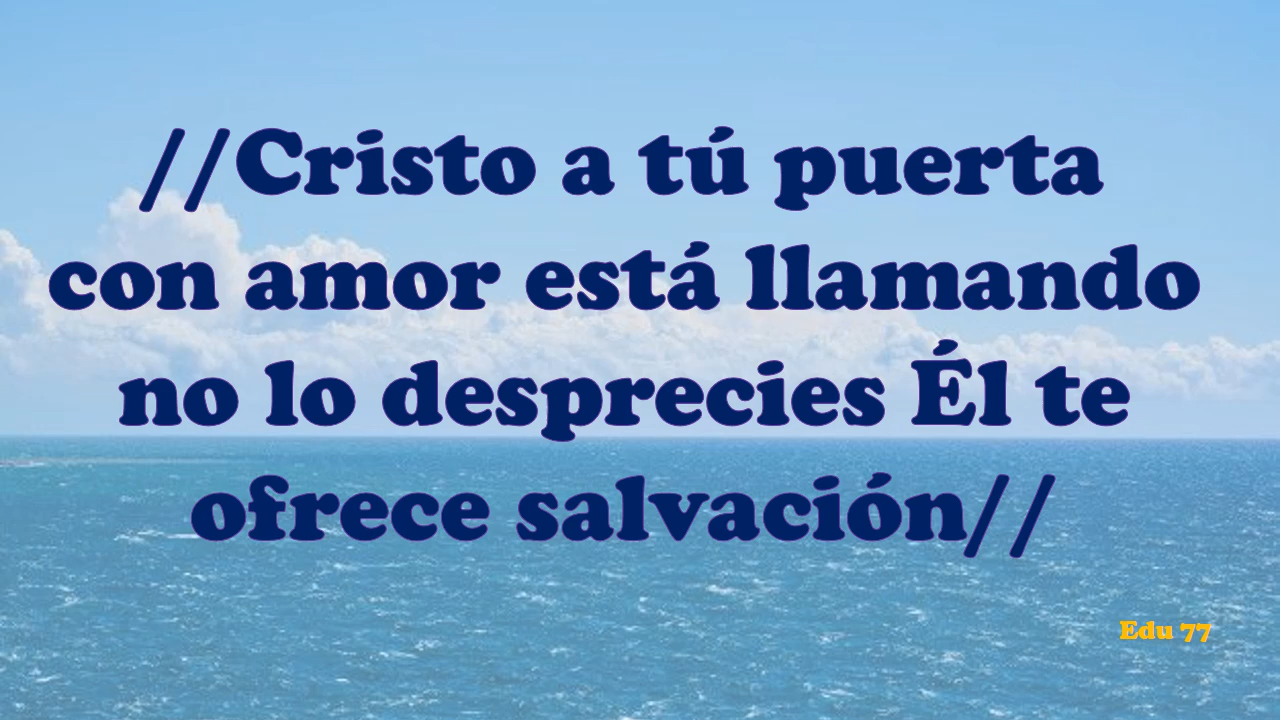 //Cristo a tú puerta
con amor está llamando
no lo desprecies Él te
ofrece salvación//
Edu 77